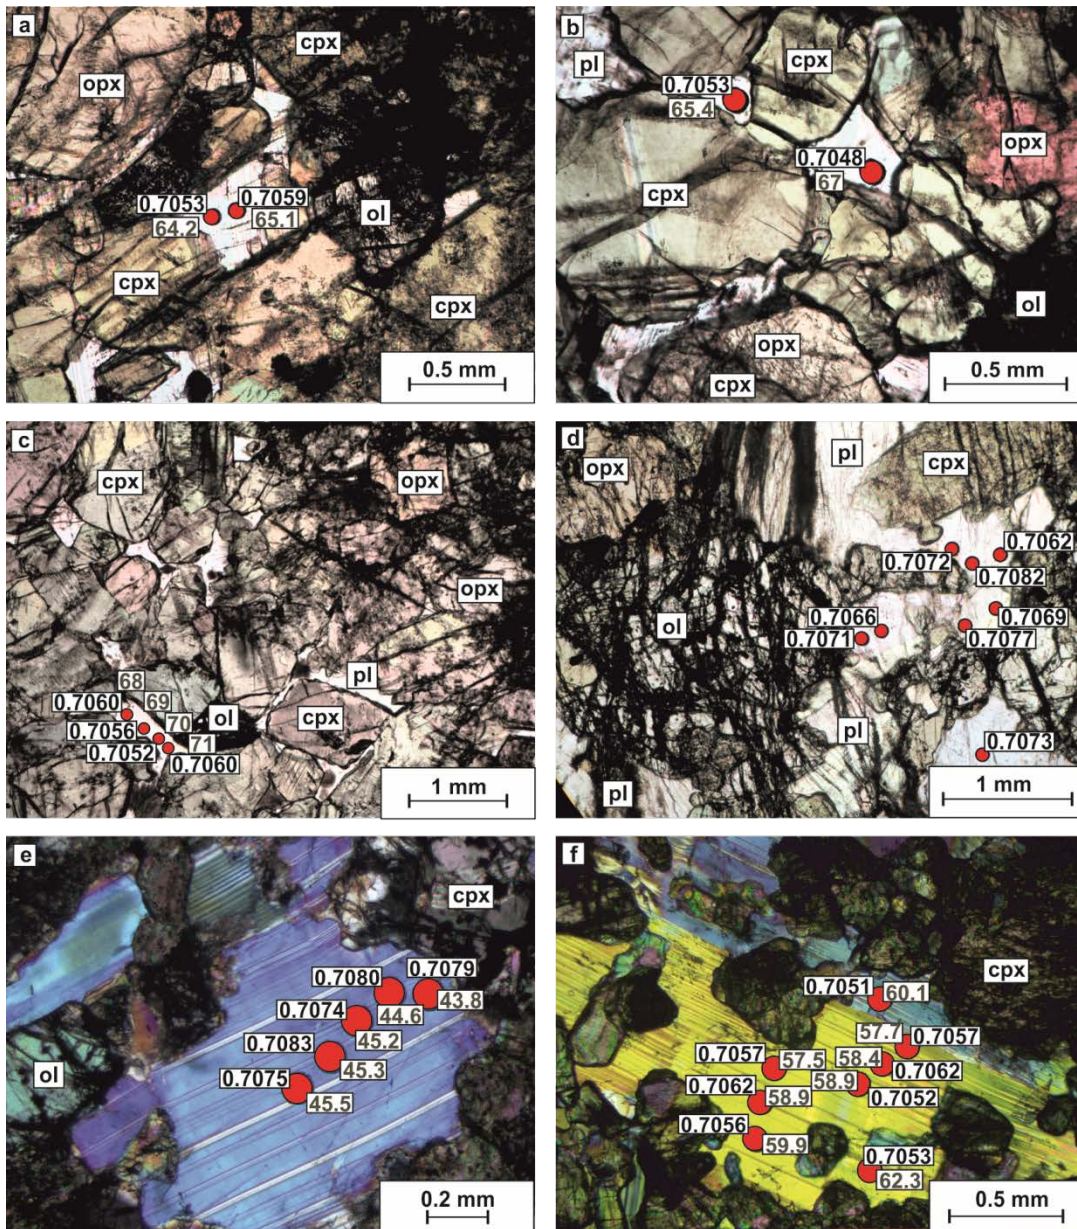 a
cpx
opx
0.7053
0.7059
64.2
65.1
ol
cpx
cpx
0.5 mm
b
pl
cpx
0.7053
65.4
opx
0.7048
67
cpx
ol
opx
cpx
0.5 mm
c
cpx
opx
opx
pl
68
0.7060
69
0.7056
70
ol
cpx
0.7052
71
0.7060
1 mm
d
pl
opx
cpx
0.7072
0.7062
0.7082
0.7066
0.7069
ol
0.7071
0.7077
pl
0.7073
pl
1 mm
e
cpx
0.7080
0.7079
44.6
43.8
0.7074
45.2
0.7083
45.3
ol
0.7075
45.5
0.2 mm
f
cpx
0.7051
60.1
57.7
0.7057
0.7057
57.5
58.4
0.7062
0.7062
58.9
58.9
0.7052
0.7056
59.9
0.7053
62.3
0.5 mm